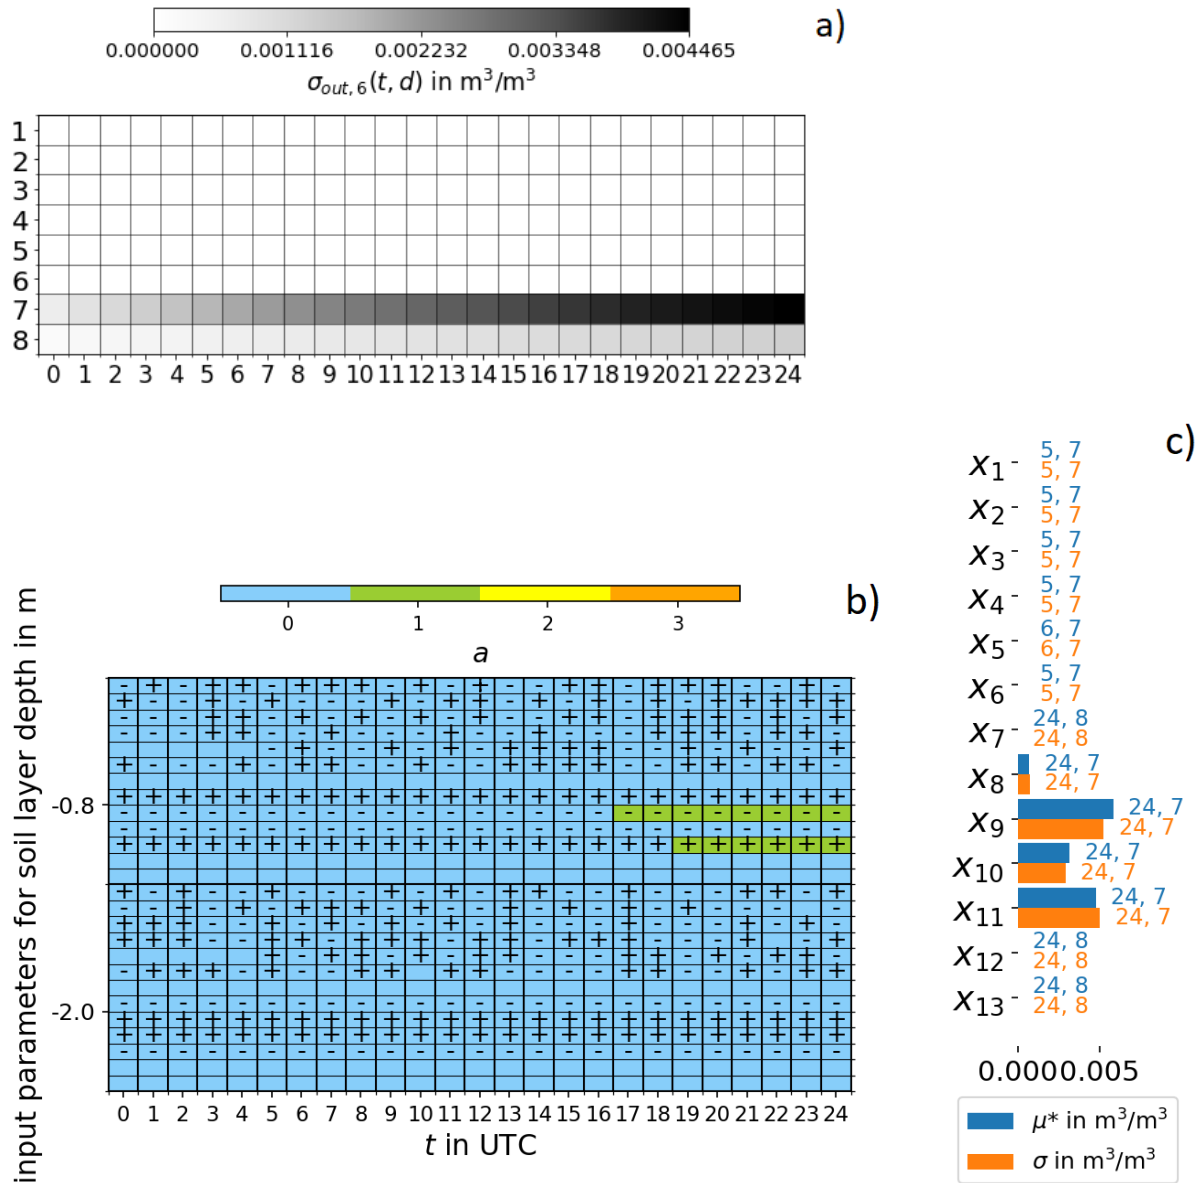 a)
0.000000 0.001116 0.002232 0.003348 0.004465
σout,6(t, d) in m³/m³
1
2
3
4
5
6
7
8
0 1 2 3 4 5 6 7 8 9 10 11 12 13 14 15 16 17 18 19 20 21 22 23 24
b)
0 1 2 3
a
input parameters for soil layer depth in m
-0.8
-2.0
0 1 2 3 4 5 6 7 8 9 10 11 12 13 14 15 16 17 18 19 20 21 22 23 24
t in UTC
c)
x₁ 5, 7
5, 7
x₂ 5, 7
5, 7
x₃ 5, 7
5, 7
x₄ 5, 7
5, 7
x₅ 6, 7
6, 7
x₆ 5, 7
5, 7
x₇ 24, 8
24, 8
x₈ 24, 7
24, 7
x₉ 24, 7
24, 7
x₁₀ 24, 7
24, 7
x₁₁ 24, 7
24, 7
x₁₂ 24, 8
24, 8
x₁₃ 24, 8
24, 8
0.000 0.005
μ* in m³/m³
σ in m³/m³